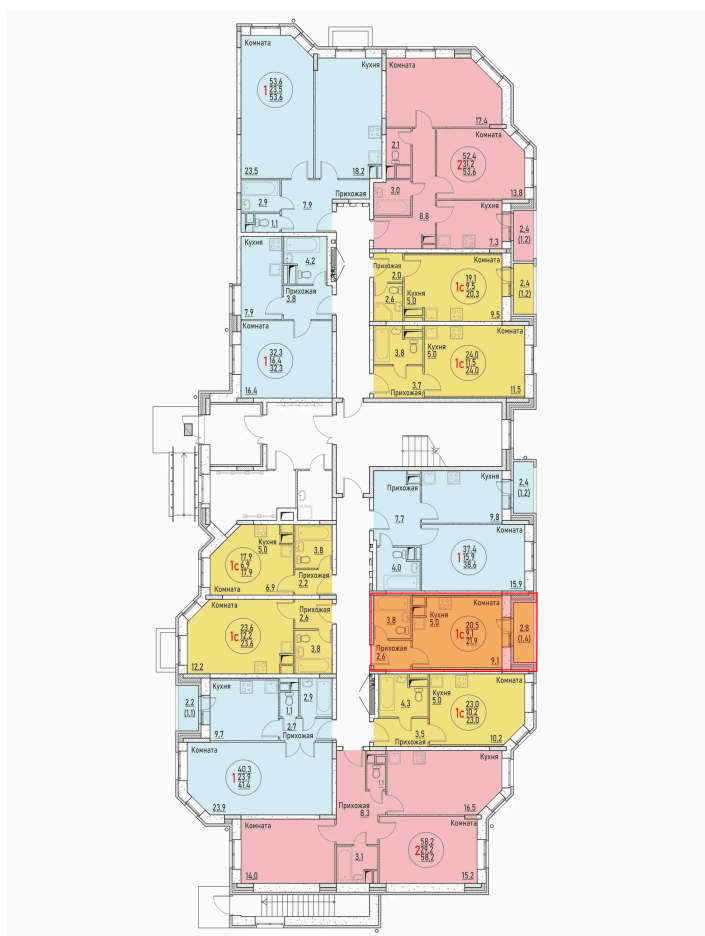 Комната
53,6
1 23,5
53,6
23,5
Кухня
18,2
2,9
1,1
7,9
Прихожая
Комната
17,4
Комната
52,4
2 31,2
53,6
13,8
2,1
3,0
8,8
Кухня
7,3
2,4
(1,2)
Кухня
7,9
4,2
Прихожая
3,8
Комната
32,3
1 16,4
32,3
16,4
Прихожая
2,0
2,6
Кухня
5,0
Комната
19,1
1с 9,5
20,3
9,5
2,4
(1,2)
3,8
Кухня
5,0
Комната
24,0
1с 11,5
24,0
11,5
3,7
Прихожая
Прихожая
7,7
Кухня
9,8
2,4
(1,2)
4,0
Комната
37,4
1 15,9
38,6
15,9
17,9
1с 6,9
17,9
Кухня
5,0
3,8
Прихожая
2,2
6,9
Комната
Комната
23,6
1с 12,2
23,6
12,2
Прихожая
2,6
3,8
3,8
Кухня
5,0
Комната
20,5
1с 9,1
21,9
9,1
Прихожая
2,6
2,8
(1,4)
2,2
(1,1)
Кухня
9,7
1,1
2,9
2,7
Прихожая
Комната
40,3
1 23,9
41,4
23,9
4,3
Кухня
5,0
Комната
23,0
1с 10,2
23,0
10,2
3,5
Прихожая
Прихожая
8,3
1,1
Кухня
16,5
Комната
14,0
3,1
Комната
58,2
2 29,2
58,2
15,2